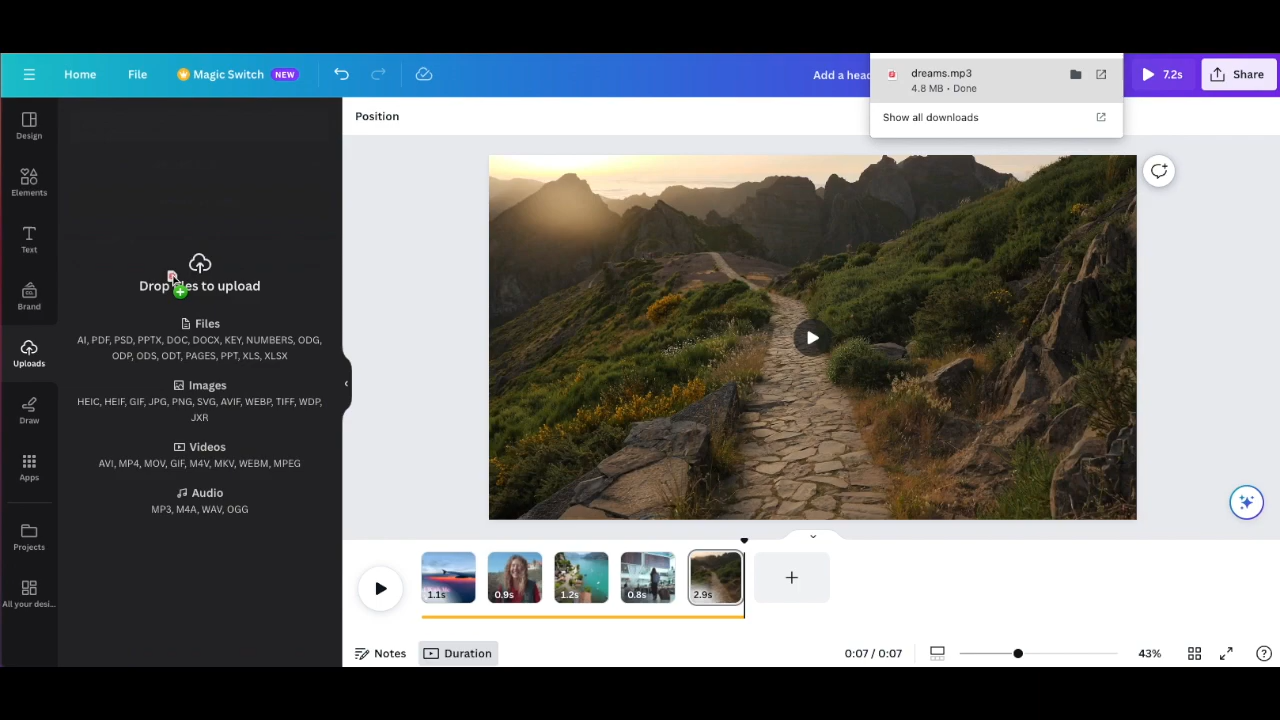 Home File Magic Switch NEW
Add a head
dreams.mp3
4.8 MB • Done
Show all downloads
7.2s
Share
Design
Elements
Text
Brand
Uploads
Draw
Apps
Projects
All your desi...
Position
Drop files to upload
Files
AI, PDF, PSD, PPTX, DOC, DOCX, KEY, NUMBERS, ODG,
ODP, ODS, ODT, PAGES, PPT, XLS, XLSX
Images
HEIC, HEIF, GIF, JPG, PNG, SVG, AVIF, WEBP, TIFF, WDP,
JXR
Videos
AVI, MP4, MOV, GIF, M4V, MKV, WEBM, MPEG
Audio
MP3, M4A, WAV, OGG
1.1s 0.9s 1.2s 0.8s 2.9s
Notes Duration 0:07 / 0:07 43%